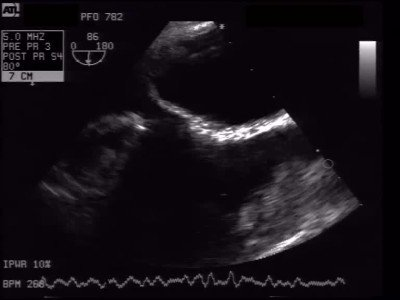 ATL
PFO 782
5.0 MHZ
PRE PR 3
POST PR 54
80°
7 CM
86
0 180
IPWR 10%
BPM 266